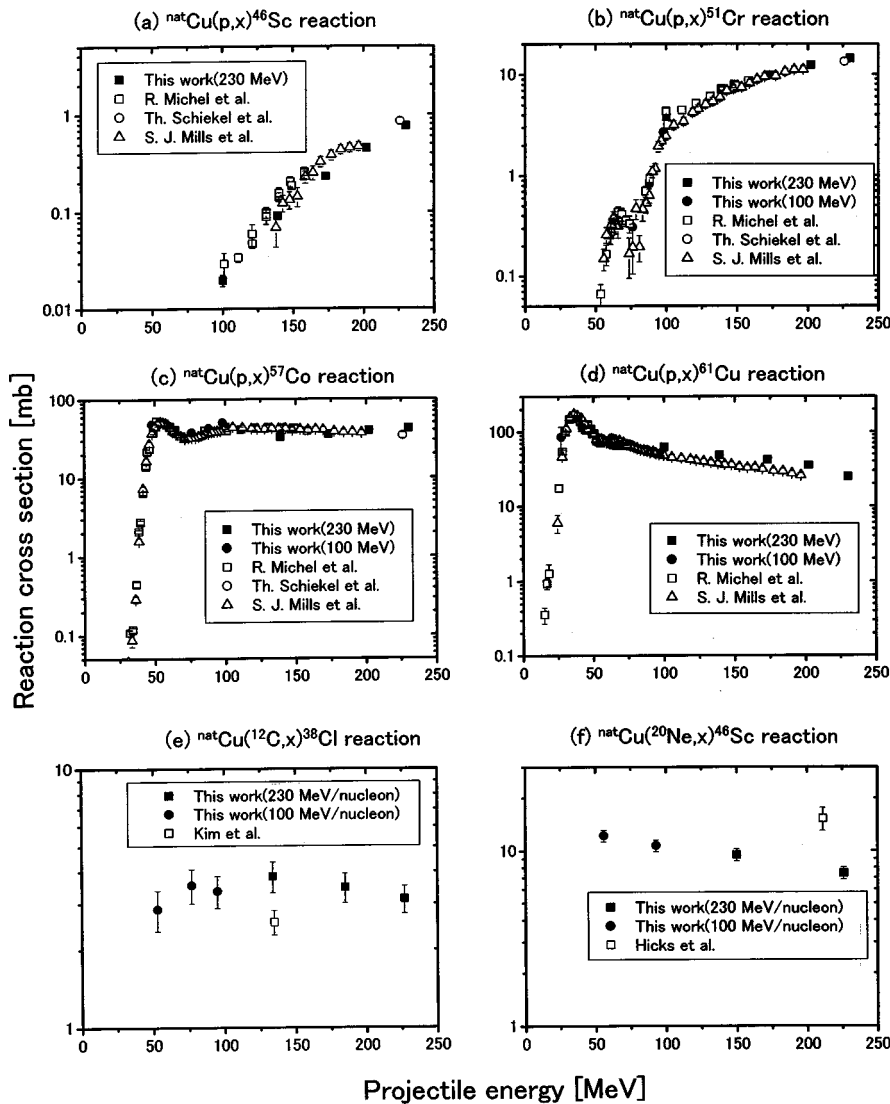 (a) ⁿᵃᵗCu(p,x)⁴⁶Sc reaction
This work(230 MeV)
R. Michel et al.
Th. Schiekel et al.
S. J. Mills et al.
1
0.1
0.01
0 50 100 150 200 250
(b) ⁿᵃᵗCu(p,x)⁵¹Cr reaction
10
1
0.1
This work(230 MeV)
This work(100 MeV)
R. Michel et al.
Th. Schiekel et al.
S. J. Mills et al.
0 50 100 150 200 250
Reaction cross section [mb]
(c) ⁿᵃᵗCu(p,x)⁵⁷Co reaction
100
10
1
0.1
This work(230 MeV)
This work(100 MeV)
R. Michel et al.
Th. Schiekel et al.
S. J. Mills et al.
0 50 100 150 200 250
(d) ⁿᵃᵗCu(p,x)⁶¹Cu reaction
100
10
1
0.1
This work(230 MeV)
This work(100 MeV)
R. Michel et al.
S. J. Mills et al.
0 50 100 150 200 250
(e) ⁿᵃᵗCu(¹²C,x)³⁸Cl reaction
10
1
This work(230 MeV/nucleon)
This work(100 MeV/nucleon)
Kim et al.
0 50 100 150 200 250
(f) ⁿᵃᵗCu(²⁰Ne,x)⁴⁶Sc reaction
10
1
This work(230 MeV/nucleon)
This work(100 MeV/nucleon)
Hicks et al.
0 50 100 150 200 250
Projectile energy [MeV]